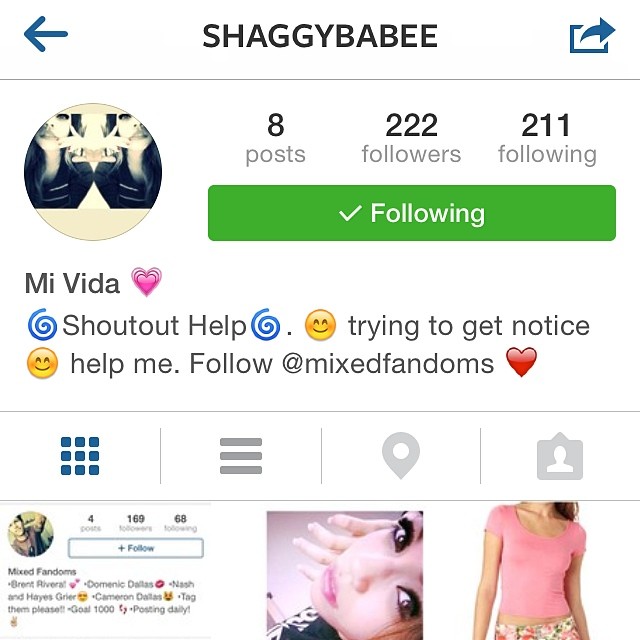 SHAGGYBABEE
8 222 211
posts followers following
✓ Following
Mi Vida 💗
🌀Shoutout Help🌀. 😊 trying to get notice
😊 help me. Follow @mixedfandoms ❤️
4 169 68
posts followers following
+ Follow
Mixed Fandoms
•Brent Rivera! 💕 •Domenic Dallas💋 •Nash
and Hayes Grier😍 •Cameron Dallas😻 •Tag
them please!! •Goal 1000 👣 •Posting daily!
✌